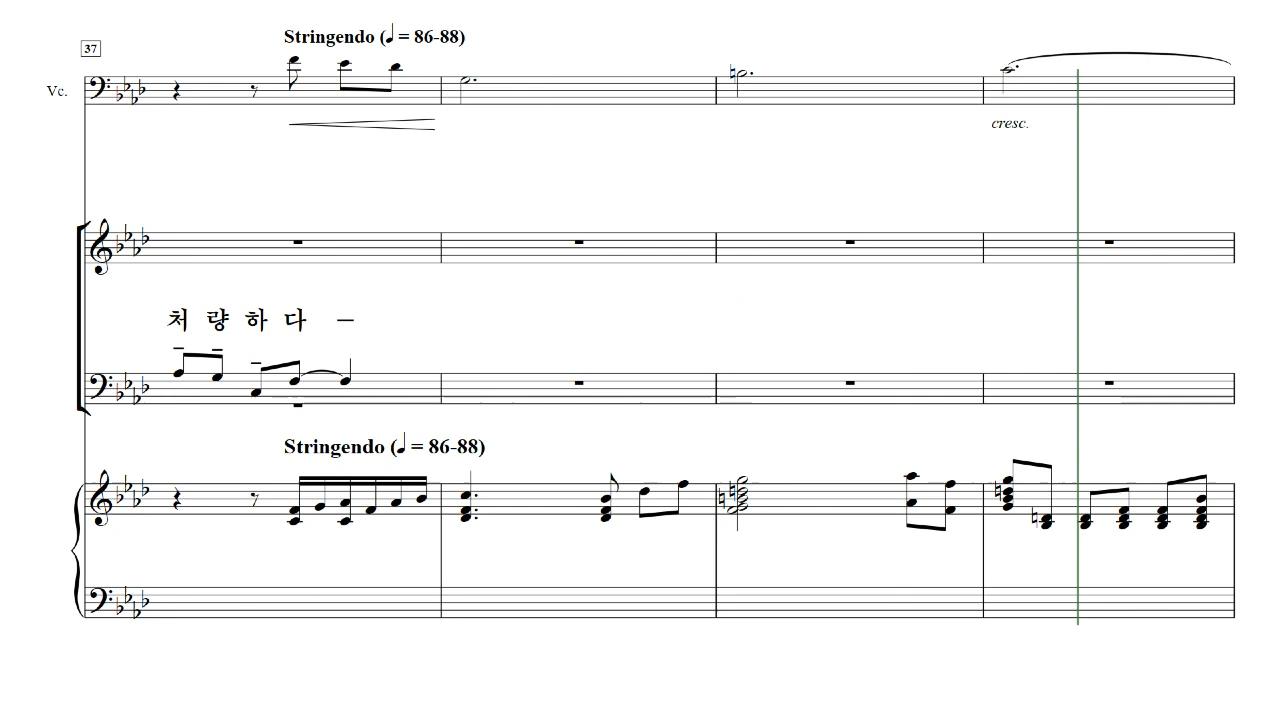 Stringendo (♩ = 86-88)
37
Vc.
cresc.
처 량 하 다 –
Stringendo (♩ = 86-88)